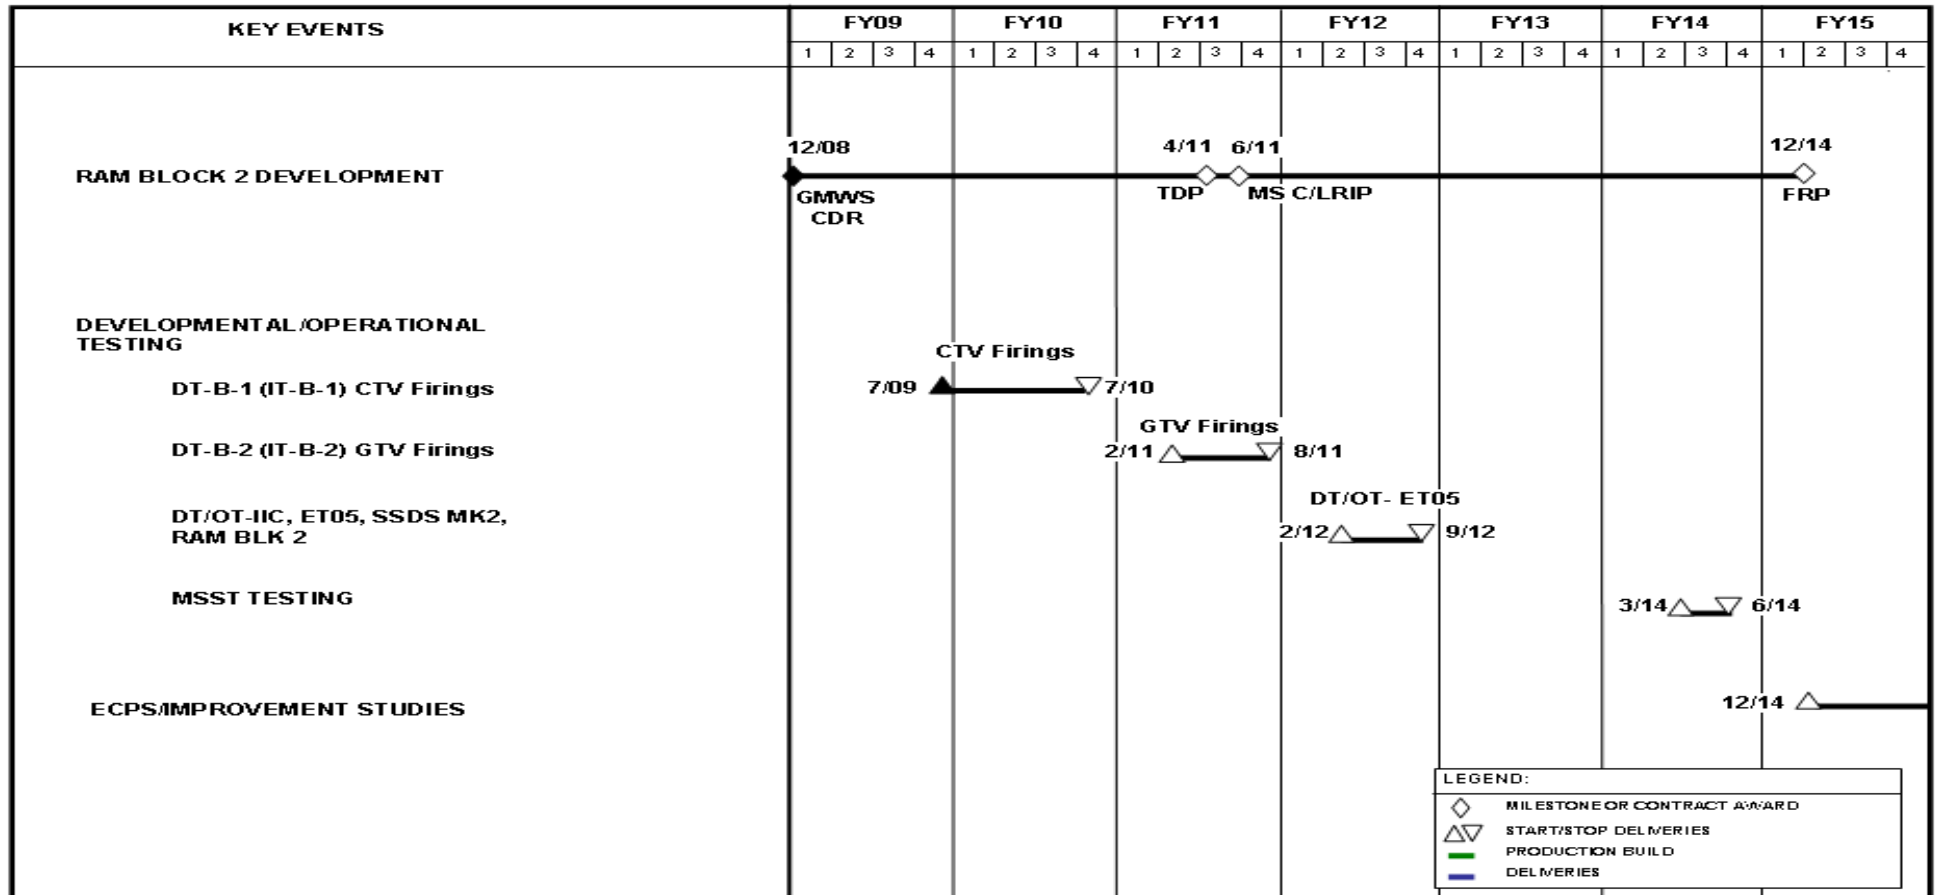 KEY EVENTS FY09 FY10 FY11 FY12 FY13 FY14 FY15
1 2 3 4 1 2 3 4 1 2 3 4 1 2 3 4 1 2 3 4 1 2 3 4 1 2 3 4
12/08 4/11 6/11 12/14
RAM BLOCK 2 DEVELOPMENT
TDP MS C/LRIP FRP
GMWS
CDR
DEVELOPMENTAL/OPERATIONAL
TESTING
CTV Firings
DT-B-1 (IT-B-1) CTV Firings 7/09 7/10
GTV Firings
DT-B-2 (IT-B-2) GTV Firings 2/11 8/11
DT/OT- ET05
DT/OT-IIC, ET05, SSDS MK2,
RAM BLK 2
2/12 9/12
MSST TESTING 3/14 6/14
ECPS/IMPROVEMENT STUDIES 12/14
LEGEND:
MILESTONE OR CONTRACT AWARD
START/STOP DELIVERIES
PRODUCTION BUILD
DELIVERIES